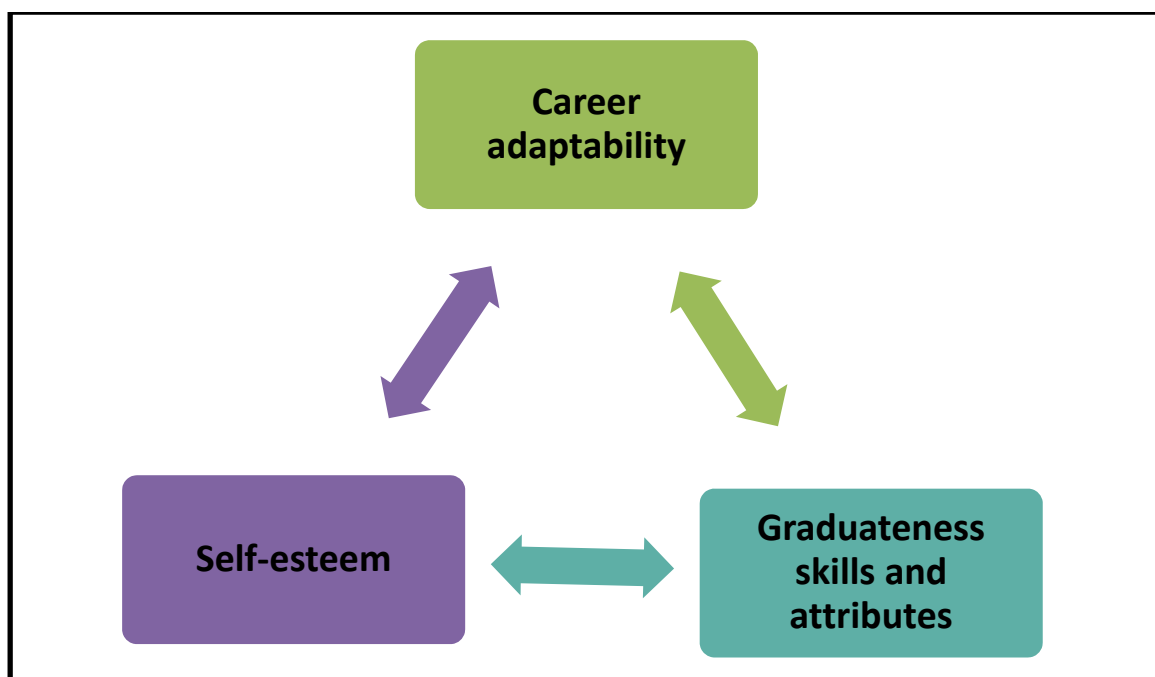 Career
adaptability
Self-esteem
Graduateness
skills and
attributes